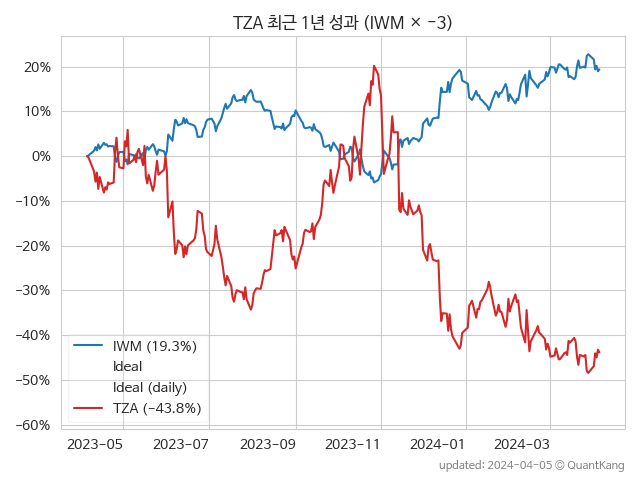 TZA 최근 1년 성과 (IWM × −3)
20%
10%
0%
−10%
−20%
−30%
−40%
−50%
−60%
IWM (19.3%)
Ideal
Ideal (daily)
TZA (−43.8%)
2023-05 2023-07 2023-09 2023-11 2024-01 2024-03
updated: 2024-04-05 © QuantKang